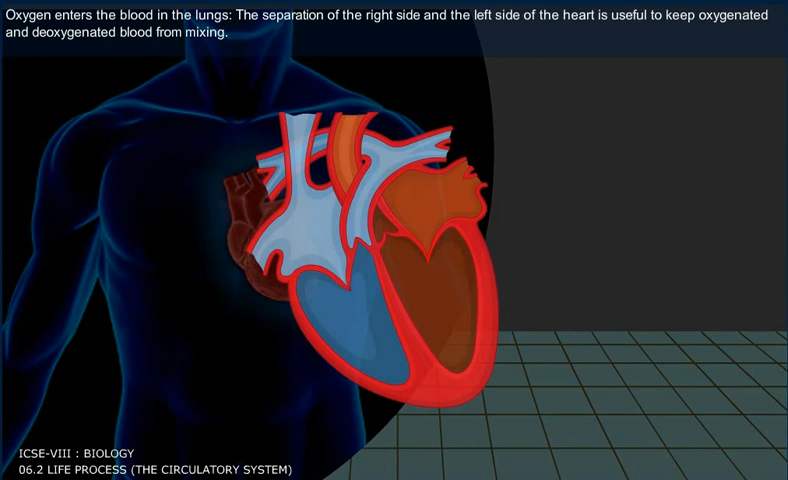 Oxygen enters the blood in the lungs: The separation of the right side and the left side of the heart is useful to keep oxygenated
and deoxygenated blood from mixing.
ICSE-VIII : BIOLOGY
06.2 LIFE PROCESS (THE CIRCULATORY SYSTEM)